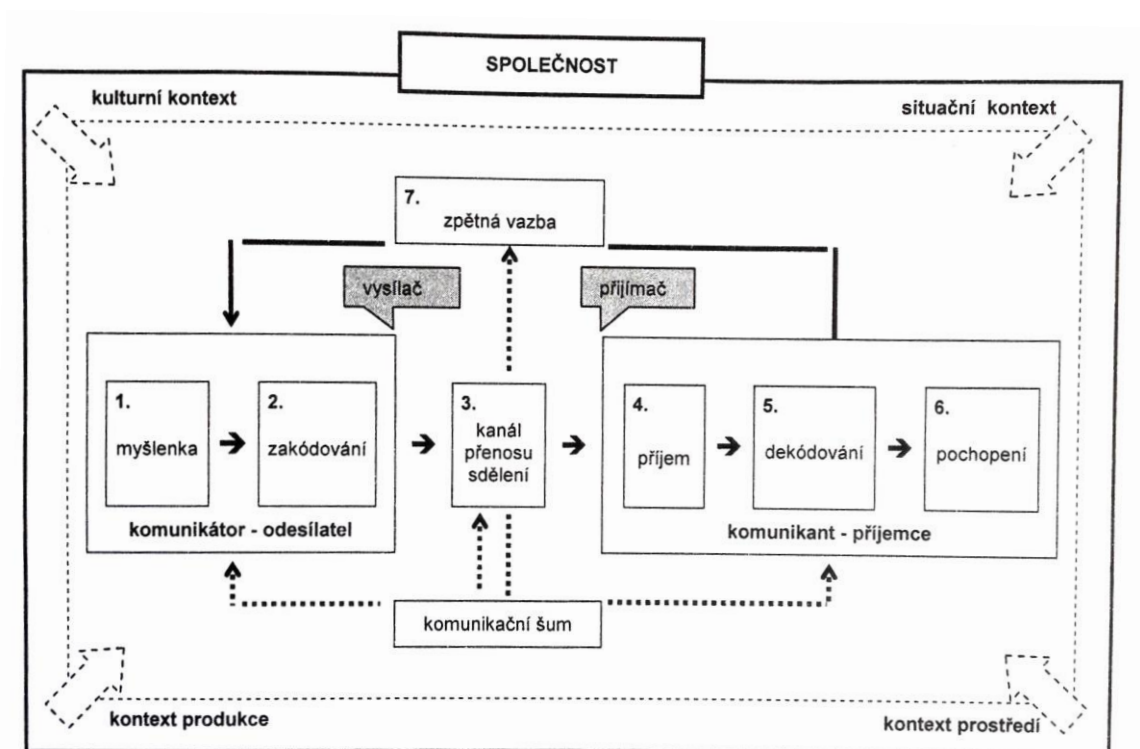 SPOLEČNOST
kulturní kontext
situační kontext
7.
zpětná vazba
vysílač
přijímač
1.
myšlenka
2.
zakódování
komunikátor - odesílatel
3.
kanál
přenosu
sdělení
4.
příjem
5.
dekódování
6.
pochopení
komunikant - příjemce
komunikační šum
kontext produkce
kontext prostředí